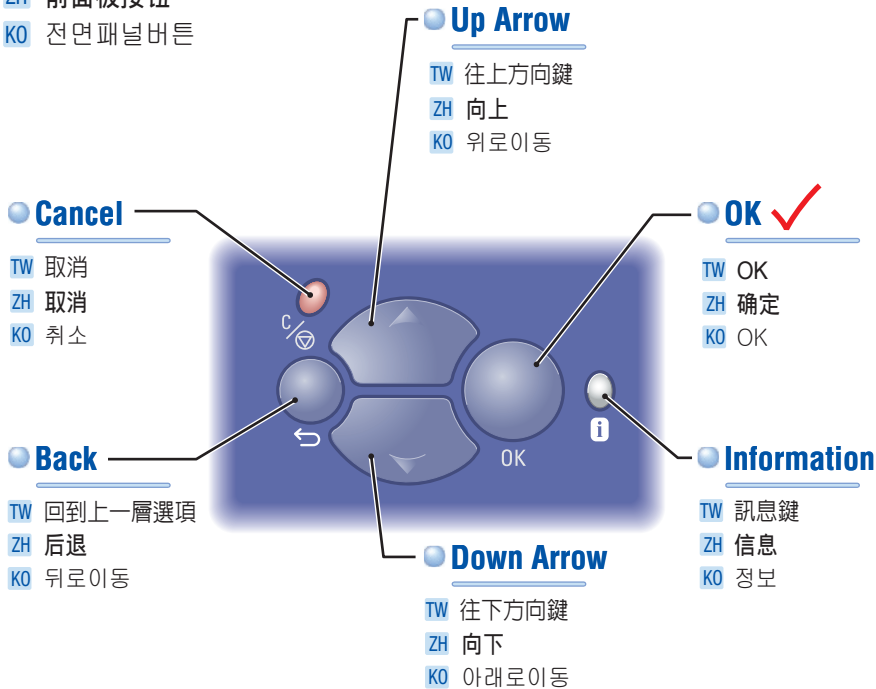 KO 전면패널버튼
Up Arrow
TW 往上方向鍵
ZH 向上
KO 위로이동
Cancel
TW 取消
ZH 取消
KO 취소
OK
TW OK
ZH 确定
KO OK
C/
OK
i
Back
TW 回到上一層選項
ZH 后退
KO 뒤로이동
Information
TW 訊息鍵
ZH 信息
KO 정보
Down Arrow
TW 往下方向鍵
ZH 向下
KO 아래로이동